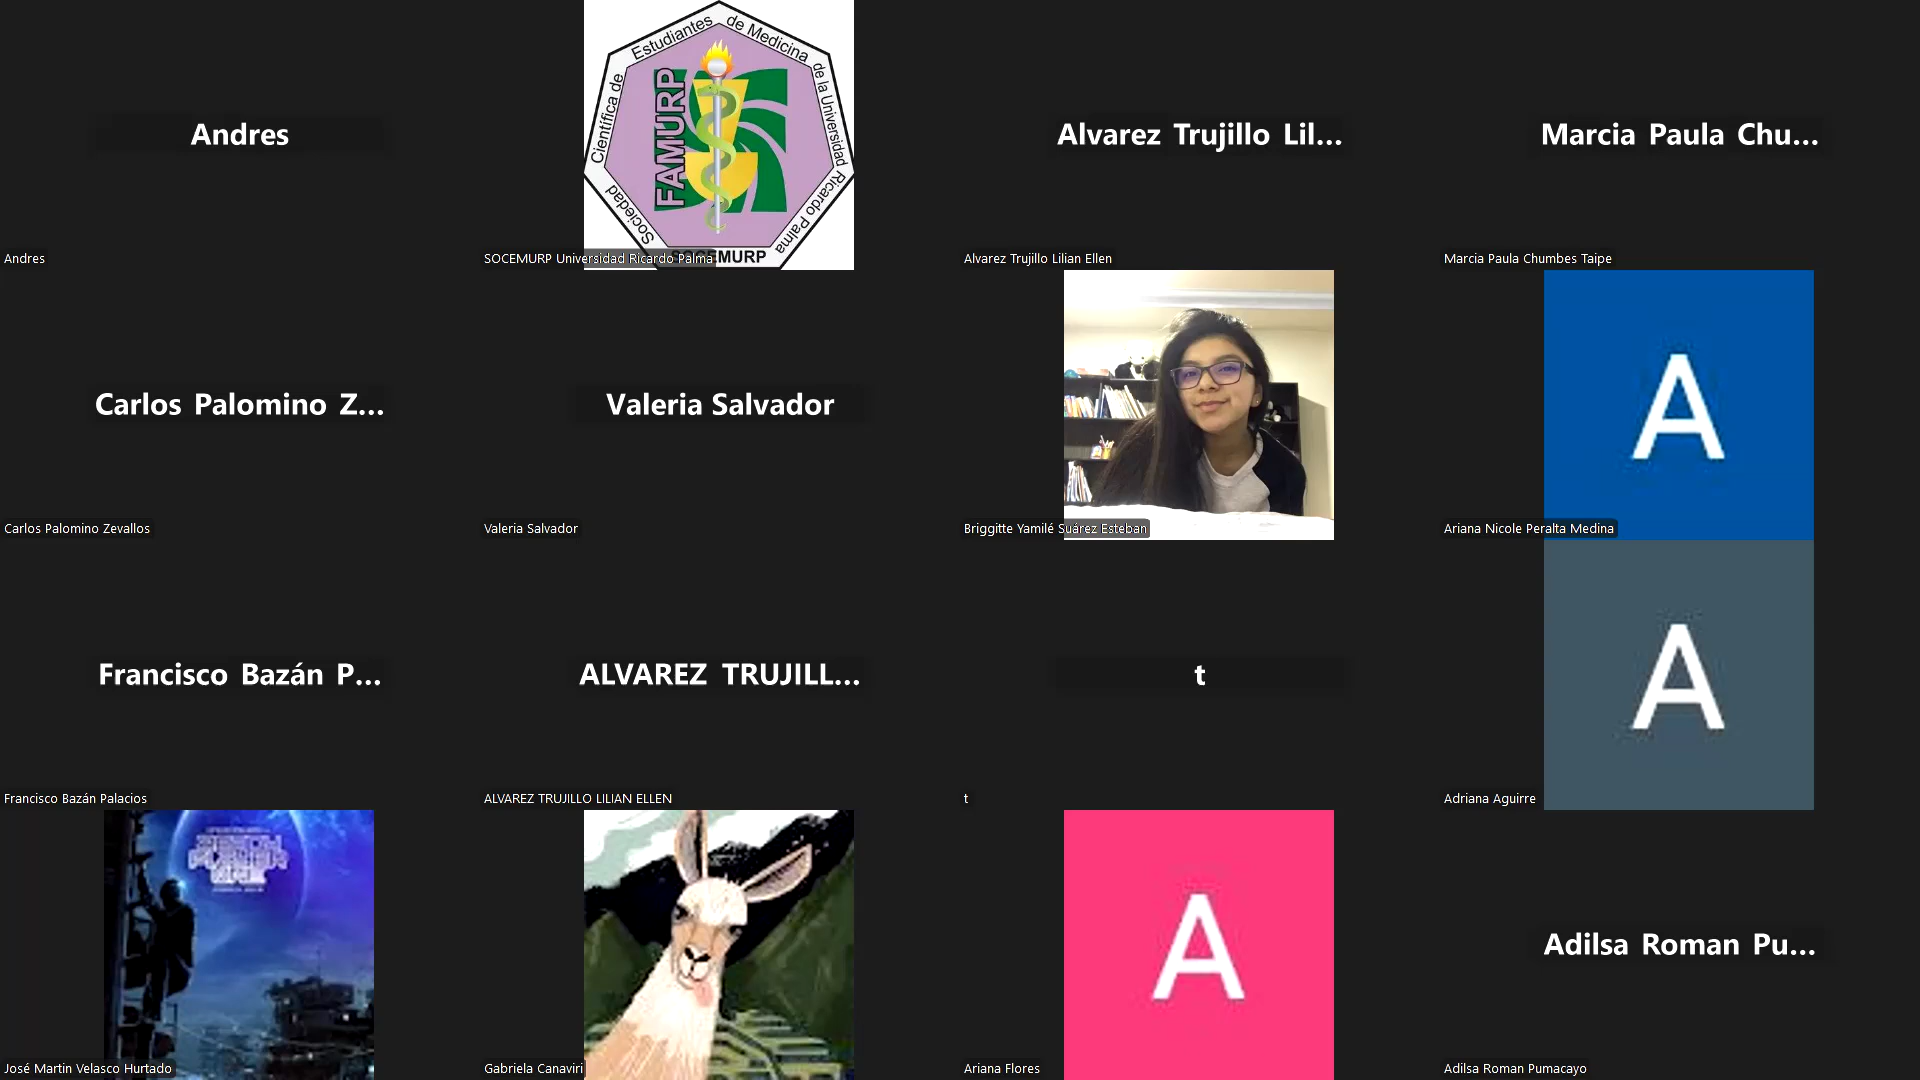 Andres
Andres
Sociedad Científica de Estudiantes de Medicina de la Universidad Ricardo Palma
FAMURP
SOCEMURP Universidad Ricardo Palma
Alvarez Trujillo Lil...
Alvarez Trujillo Lilian Ellen
Marcia Paula Chu...
Marcia Paula Chumbes Taipe
Carlos Palomino Z...
Carlos Palomino Zevallos
Valeria Salvador
Valeria Salvador
Briggitte Yamilé Suárez Esteban
A
Ariana Nicole Peralta Medina
Francisco Bazán P...
Francisco Bazán Palacios
ALVAREZ TRUJILL...
ALVAREZ TRUJILLO LILIAN ELLEN
t
t
A
Adriana Aguirre
José Martin Velasco Hurtado
Gabriela Canaviri
A
Ariana Flores
Adilsa Roman Pu...
Adilsa Roman Pumacayo